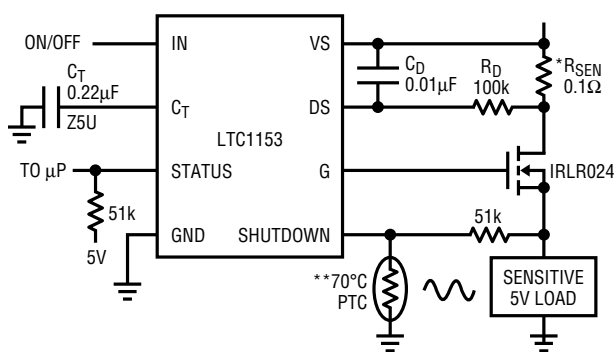 ON/OFF
IN
VS
C_T
0.22µF
Z5U
C_T
LTC1153
C_D
0.01µF
R_D
100k
*R_SEN
0.1Ω
DS
TO µP
STATUS
G
IRLR024
51k
5V
GND
SHUTDOWN
51k
**70°C
PTC
SENSITIVE
5V LOAD